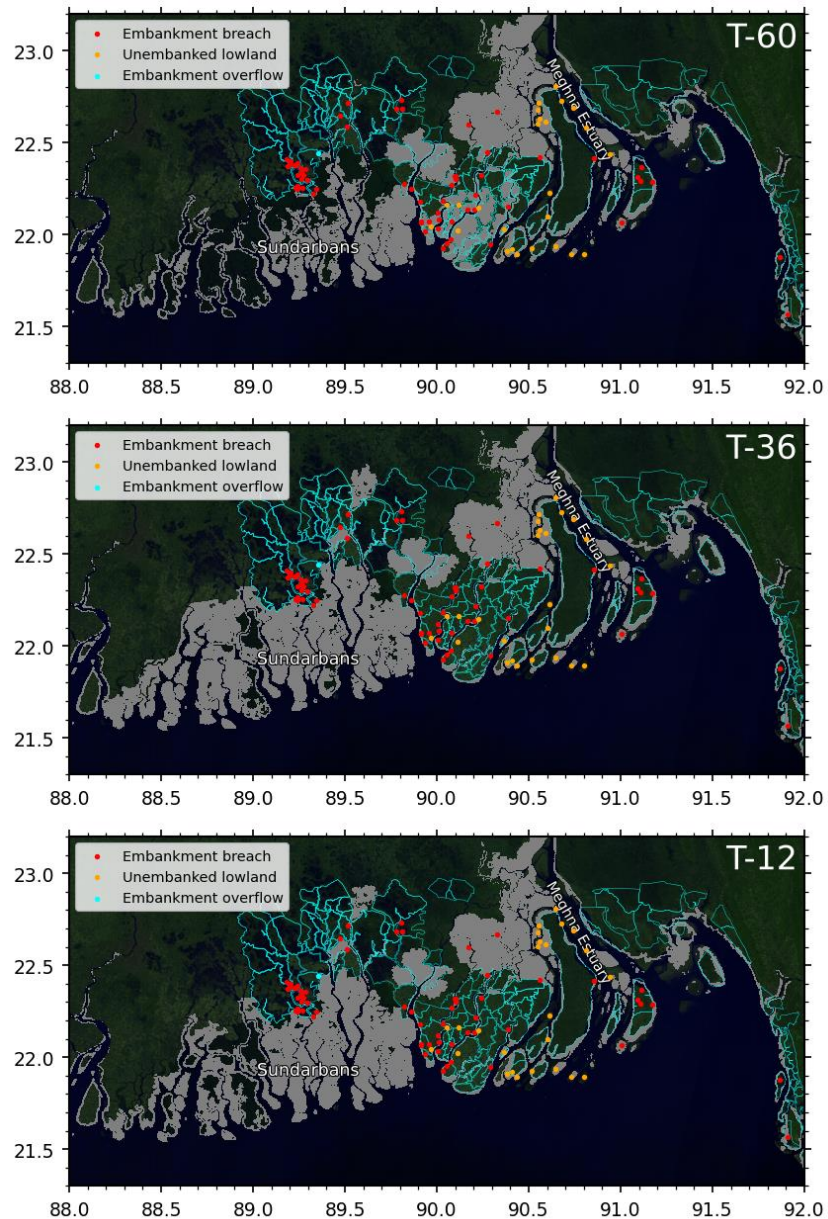 T-60
Embankment breach
Unembanked lowland
Embankment overflow
23.0
22.5
22.0
21.5
Meghna Estuary
Sundarbans
88.0 88.5 89.0 89.5 90.0 90.5 91.0 91.5 92.0
T-36
Embankment breach
Unembanked lowland
Embankment overflow
23.0
22.5
22.0
21.5
Meghna Estuary
Sundarbans
88.0 88.5 89.0 89.5 90.0 90.5 91.0 91.5 92.0
T-12
Embankment breach
Unembanked lowland
Embankment overflow
23.0
22.5
22.0
21.5
Meghna Estuary
Sundarbans
88.0 88.5 89.0 89.5 90.0 90.5 91.0 91.5 92.0